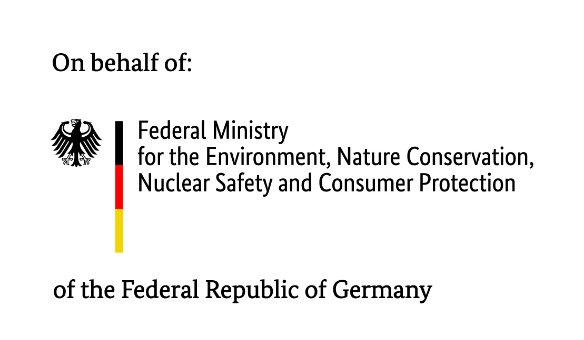 On behalf of:
Federal Ministry
for the Environment, Nature Conservation,
Nuclear Safety and Consumer Protection
of the Federal Republic of Germany